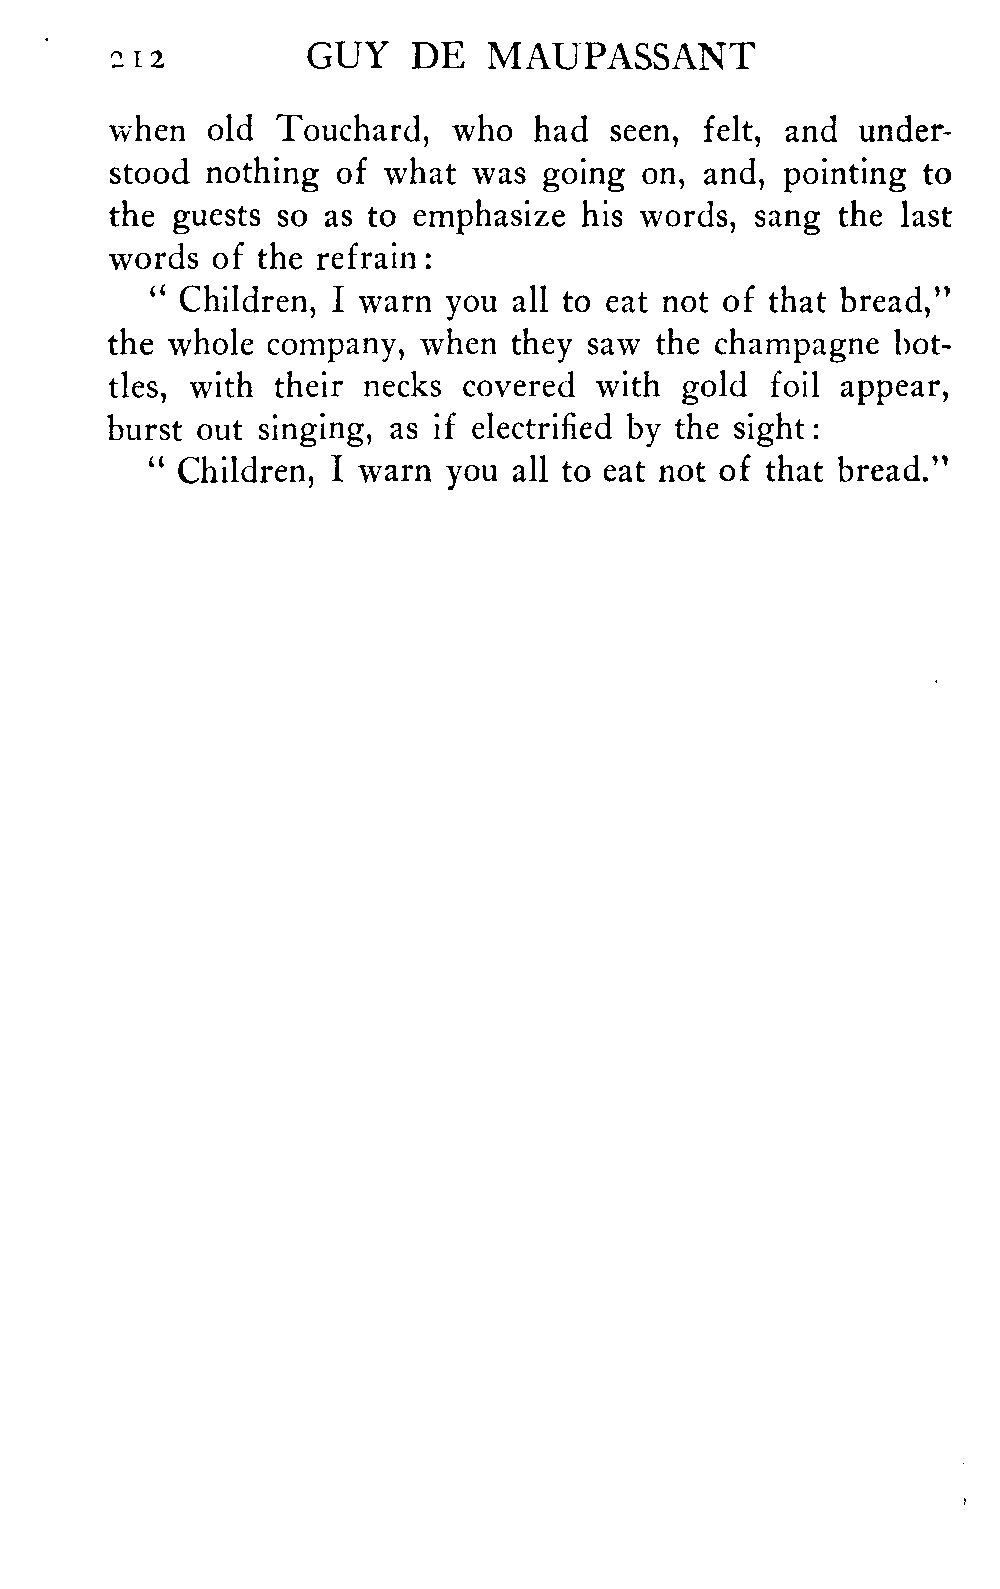 212 GUY DE MAUPASSANT
when old Touchard, who had seen, felt, and under-
stood nothing of what was going on, and, pointing to
the guests so as to emphasize his words, sang the last
words of the refrain:
“ Children, I warn you all to eat not of that bread,”
the whole company, when they saw the champagne bot-
tles, with their necks covered with gold foil appear,
burst out singing, as if electrified by the sight:
“ Children, I warn you all to eat not of that bread.”